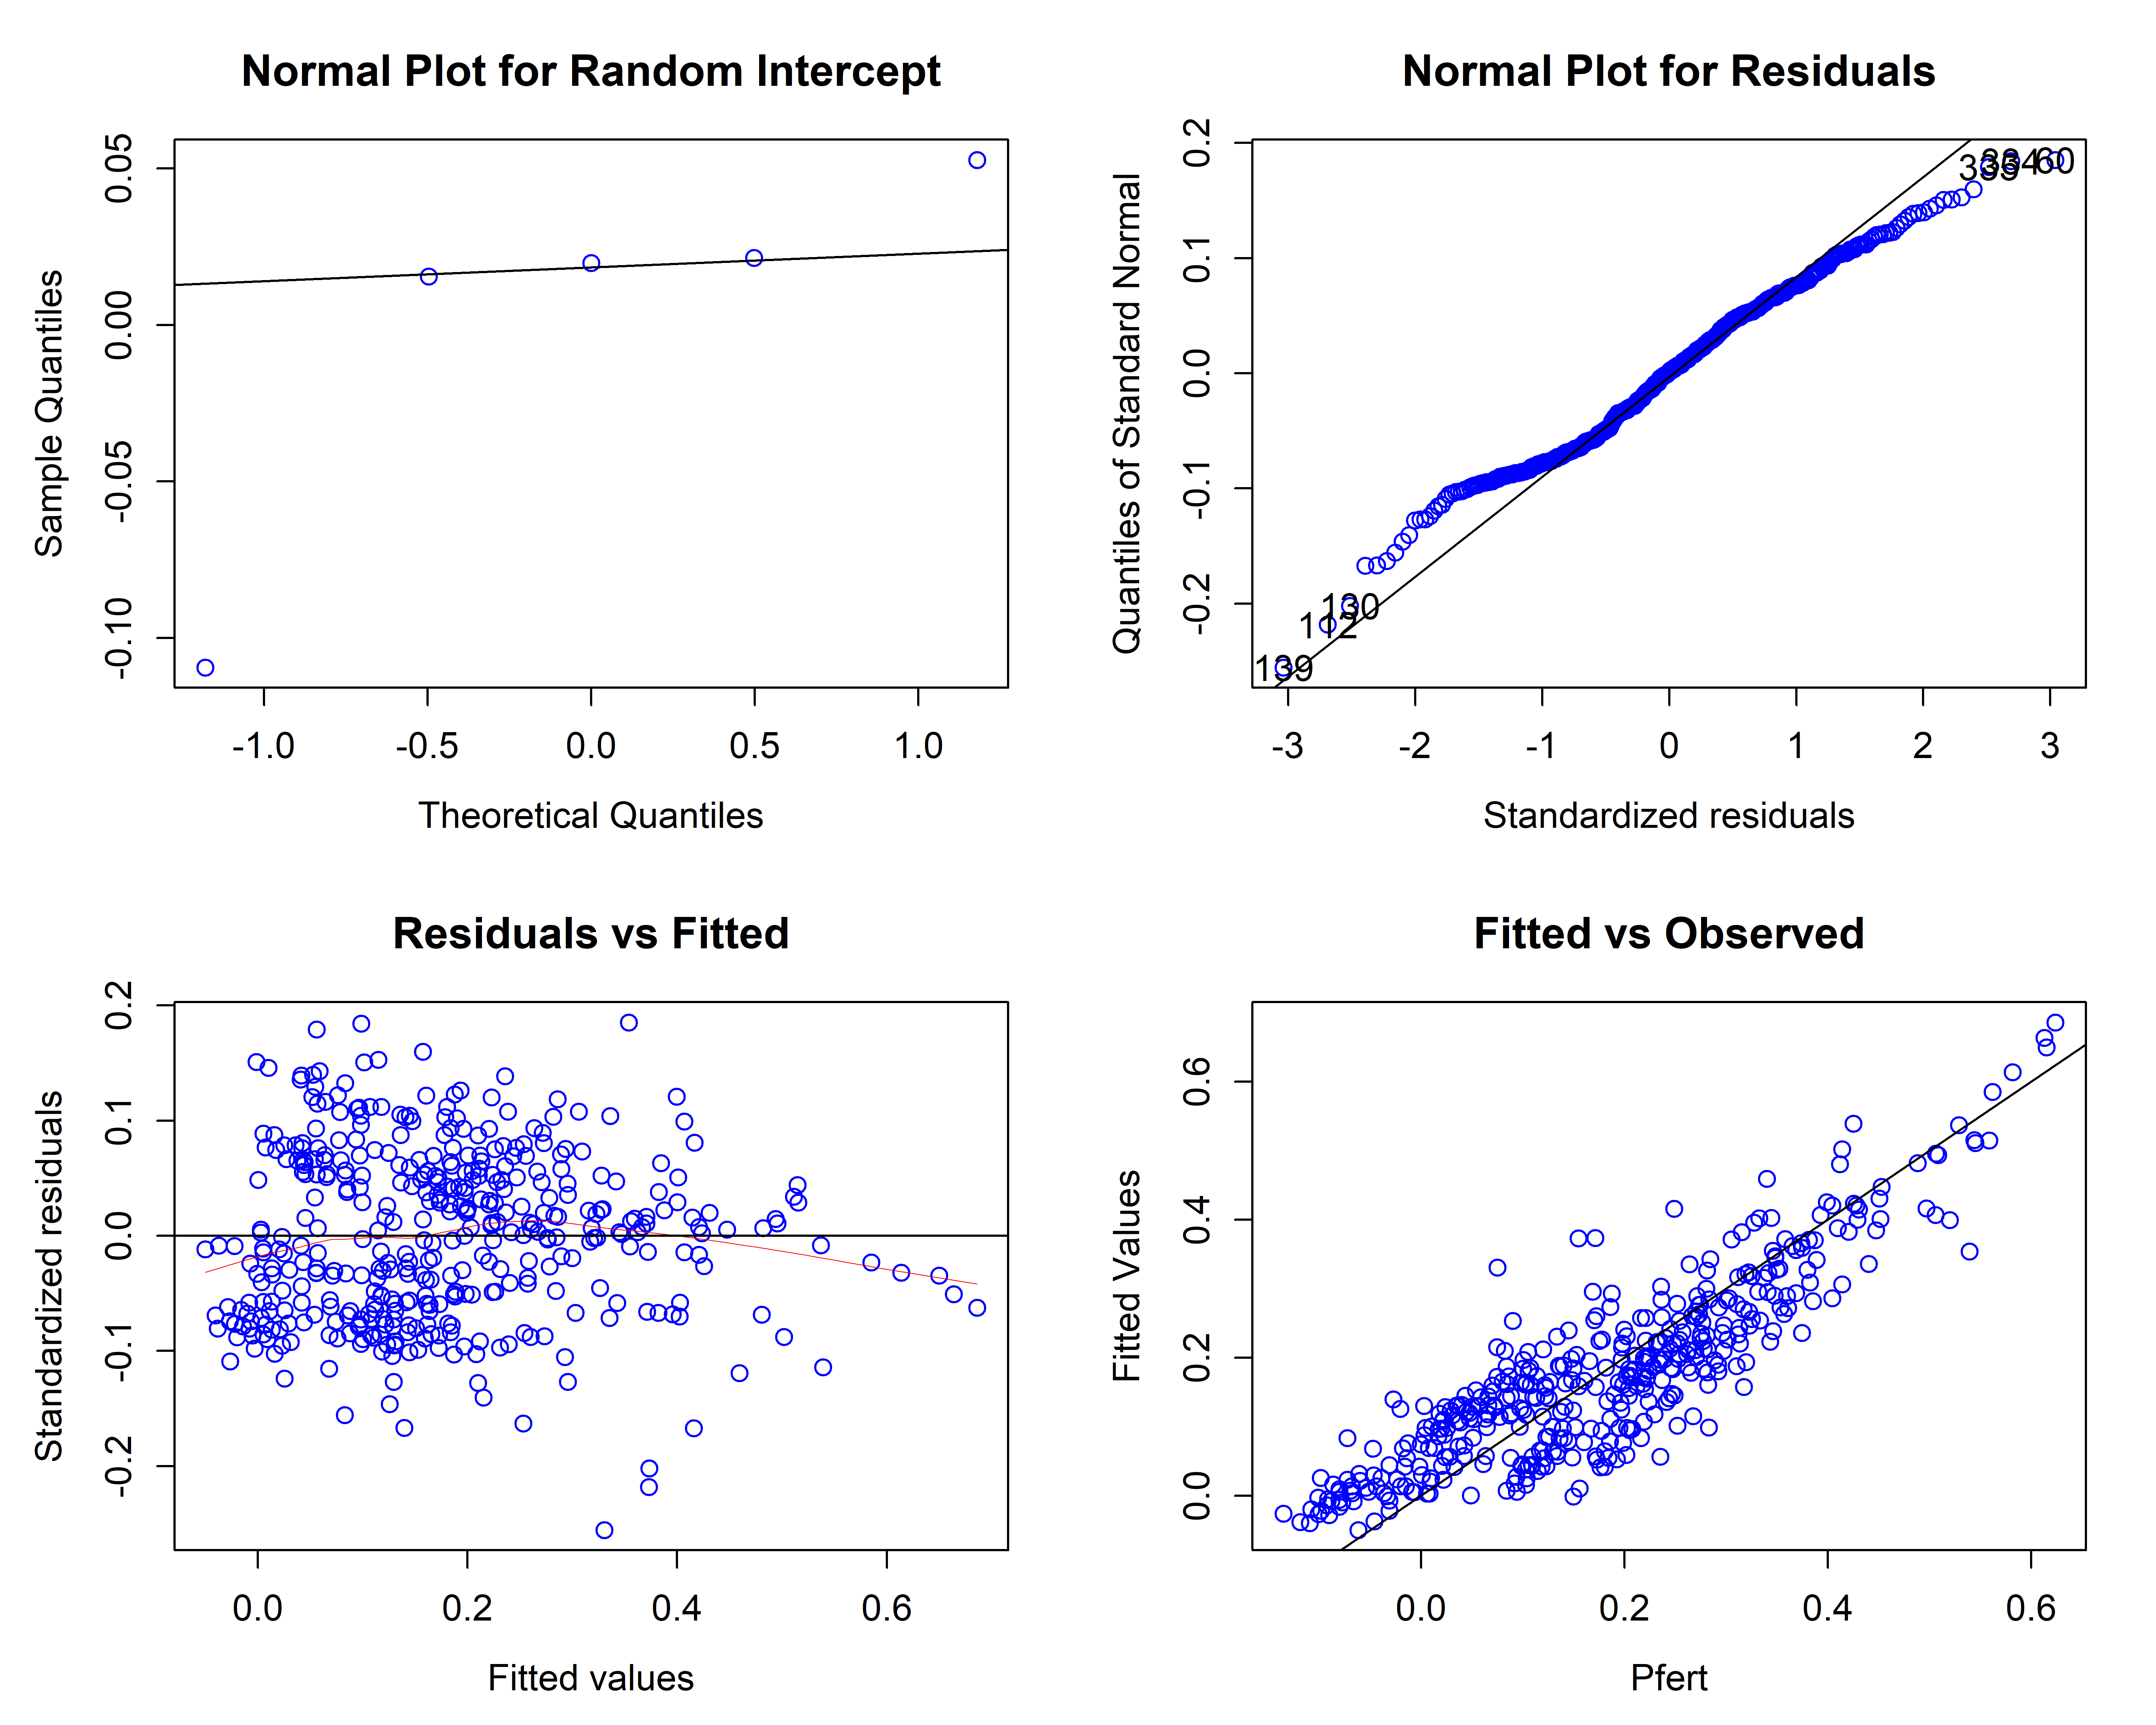 Normal Plot for Random Intercept
Sample Quantiles
0.05
0.00
-0.05
-0.10
-1.0 -0.5 0.0 0.5 1.0
Theoretical Quantiles
Normal Plot for Residuals
Quantiles of Standard Normal
0.2
0.1
0.0
-0.1
-0.2
60
130
112
139
-3 -2 -1 0 1 2 3
Standardized residuals
Residuals vs Fitted
Standardized residuals
0.2
0.1
0.0
-0.1
-0.2
0.0 0.2 0.4 0.6
Fitted values
Fitted vs Observed
Fitted Values
0.6
0.4
0.2
0.0
0.0 0.2 0.4 0.6
Pfert